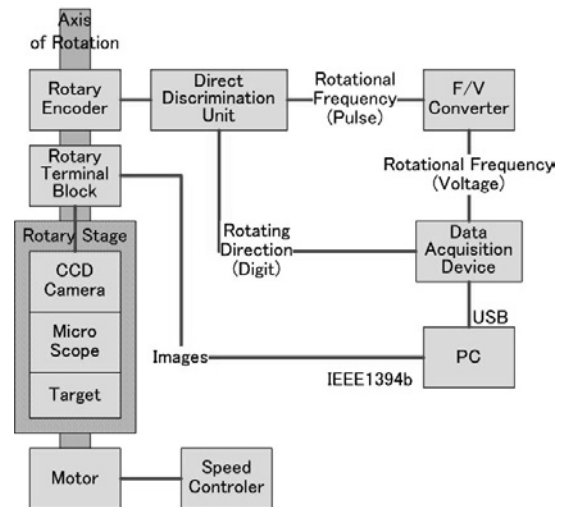 Axis
of Rotation
Rotary
Encoder
Direct
Discrimination
Unit
Rotational
Frequency
(Pulse)
F/V
Converter
Rotary
Terminal
Block
Rotational Frequency
(Voltage)
Rotary Stage
Rotating
Direction
(Digit)
Data
Acquisition
Device
CCD
Camera
USB
Micro
Scope
Images
PC
IEEE1394b
Target
Motor
Speed
Controler